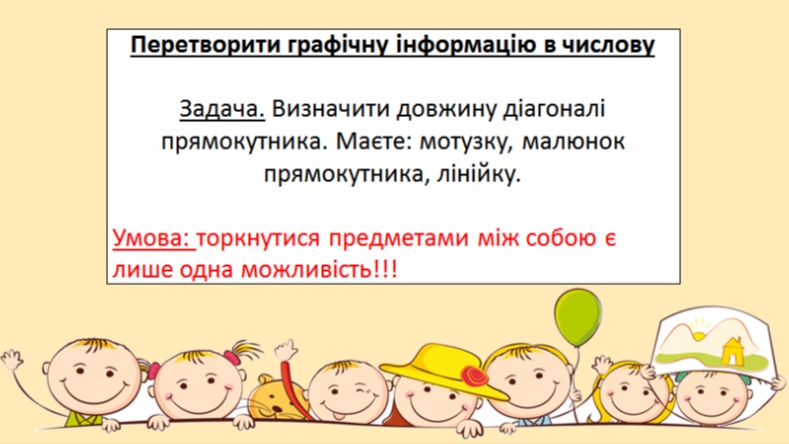 Перетворити графічну інформацію в числову
Задача. Визначити довжину діагоналі
прямокутника. Маєте: мотузку, малюнок
прямокутника, лінійку.
Умова: торкнутися предметами між собою є
лише одна можливість!!!